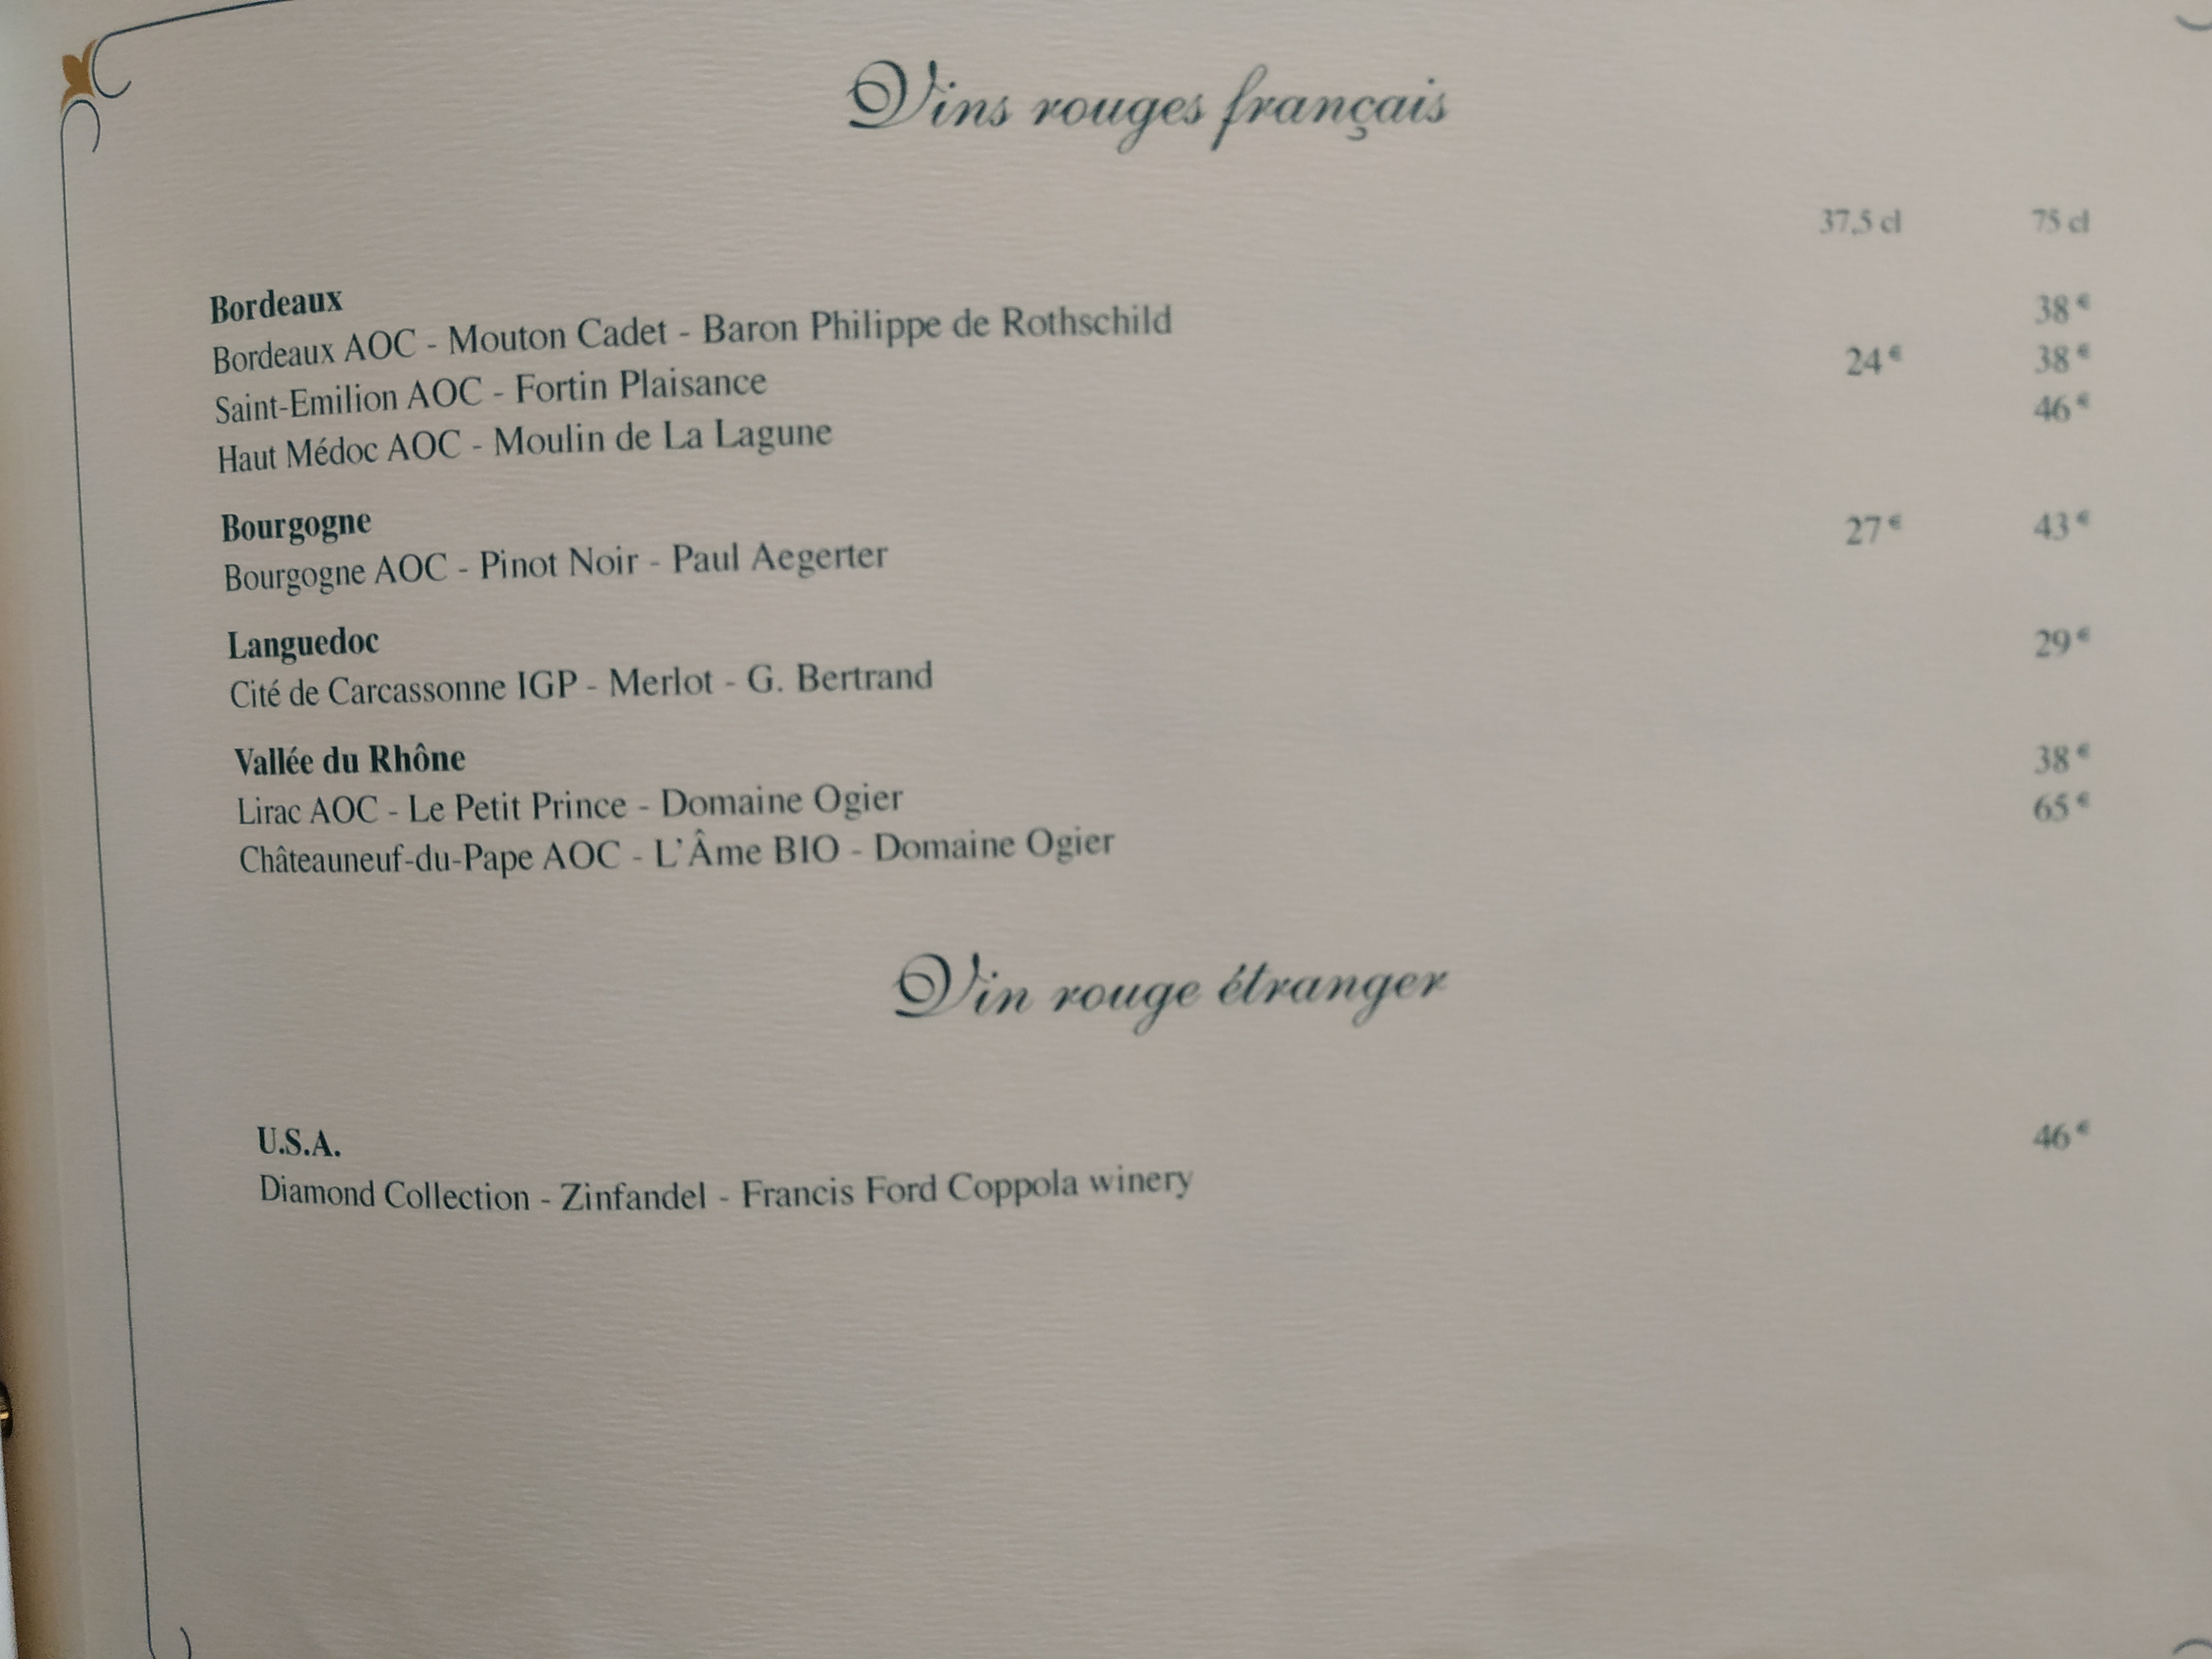 Vins rouges français
37,5 cl 75 cl
Bordeaux
Bordeaux AOC - Mouton Cadet - Baron Philippe de Rothschild 38 €
Saint-Emilion AOC - Fortin Plaisance 24 € 38 €
Haut Médoc AOC - Moulin de La Lagune 46 €
Bourgogne
Bourgogne AOC - Pinot Noir - Paul Aegerter 27 € 43 €
Languedoc
Cité de Carcassonne IGP - Merlot - G. Bertrand 29 €
Vallée du Rhône
Lirac AOC - Le Petit Prince - Domaine Ogier 38 €
Châteauneuf-du-Pape AOC - L'Âme BIO - Domaine Ogier 65 €
Vin rouge étranger
U.S.A.
Diamond Collection - Zinfandel - Francis Ford Coppola winery 46 €